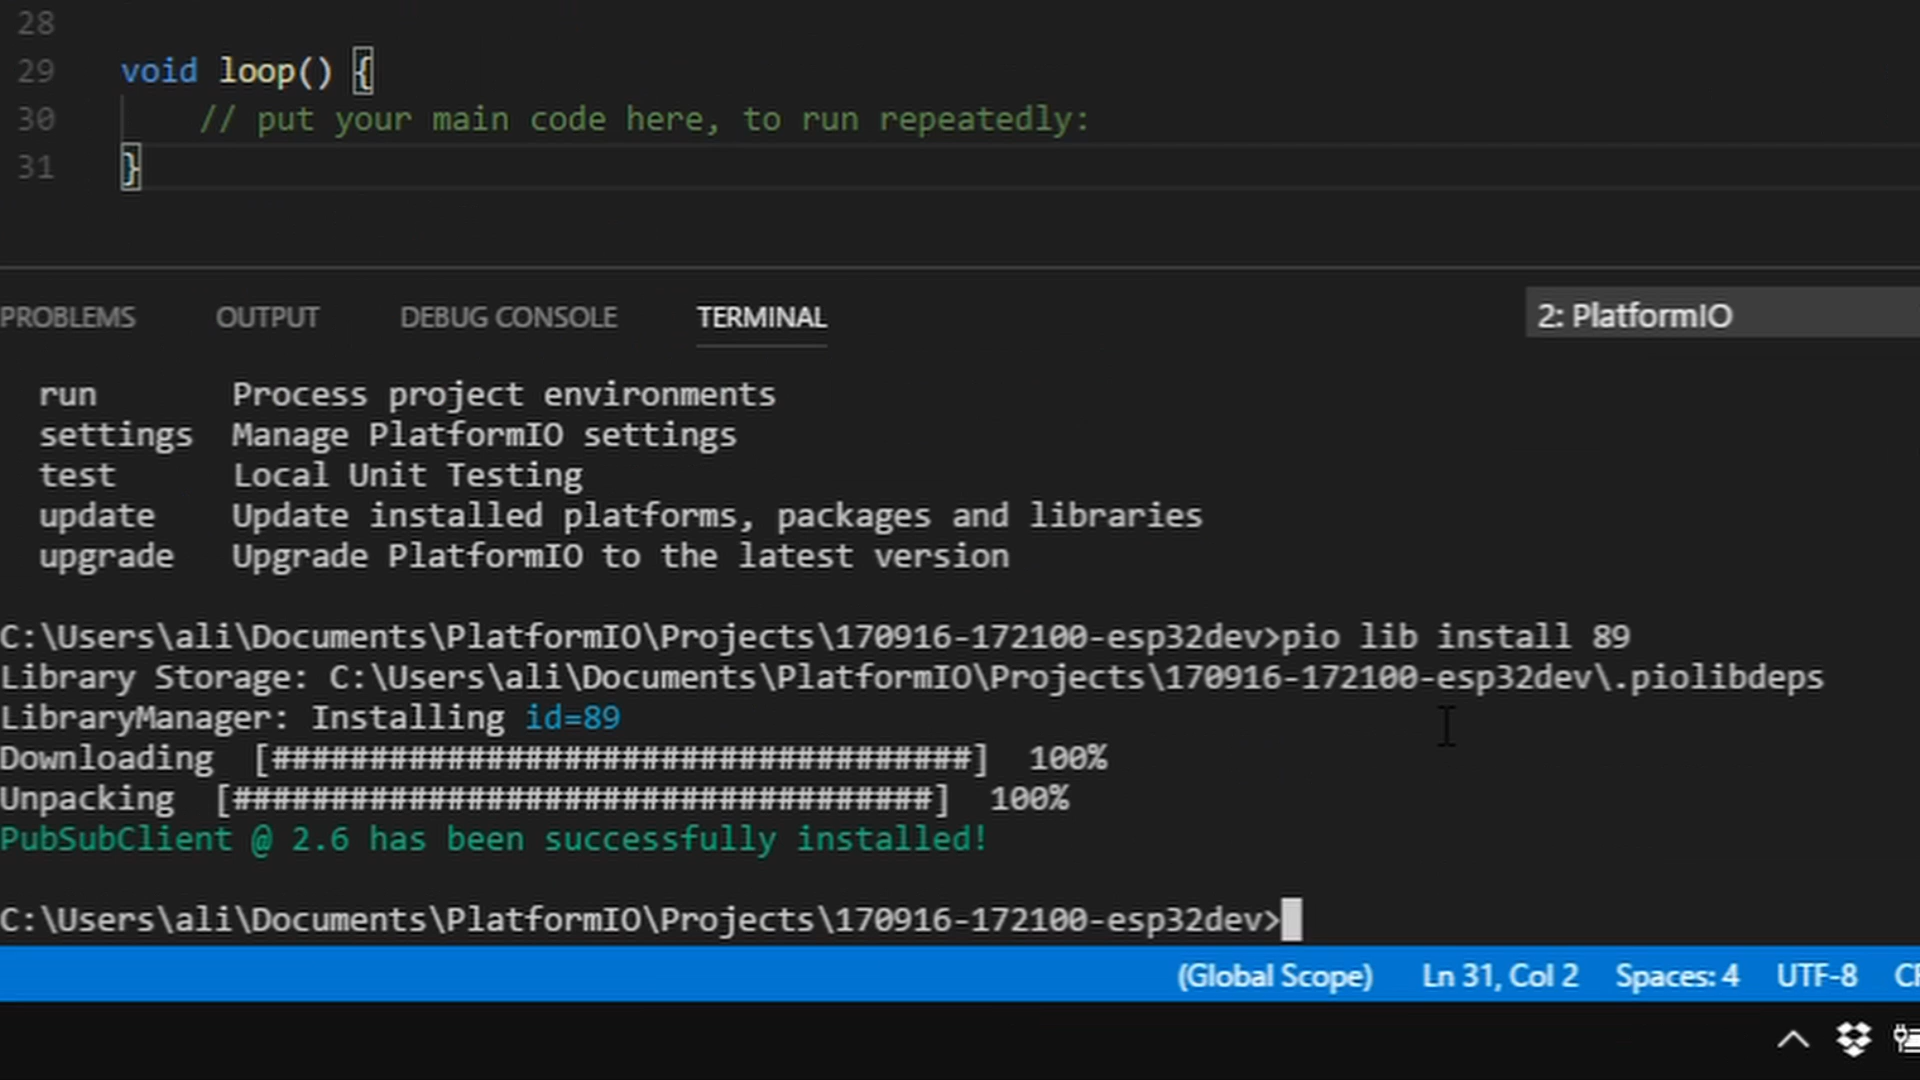 28
29 void loop() {
30 // put your main code here, to run repeatedly:
31 }
PROBLEMS OUTPUT DEBUG CONSOLE TERMINAL 2: PlatformIO
run Process project environments
settings Manage PlatformIO settings
test Local Unit Testing
update Update installed platforms, packages and libraries
upgrade Upgrade PlatformIO to the latest version
C:\Users\ali\Documents\PlatformIO\Projects\170916-172100-esp32dev>pio lib install 89
Library Storage: C:\Users\ali\Documents\PlatformIO\Projects\170916-172100-esp32dev\.piolibdeps
LibraryManager: Installing id=89
Downloading [####################################] 100%
Unpacking [####################################] 100%
PubSubClient @ 2.6 has been successfully installed!
C:\Users\ali\Documents\PlatformIO\Projects\170916-172100-esp32dev>
(Global Scope) Ln 31, Col 2 Spaces: 4 UTF-8